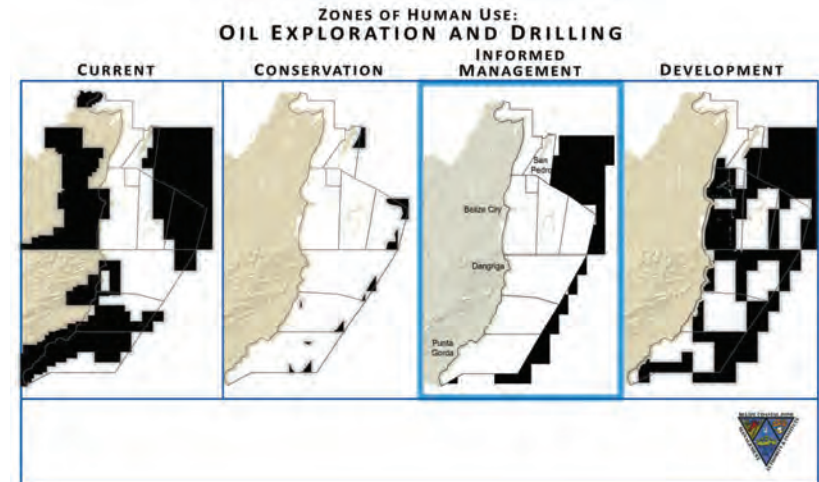 ZONES OF HUMAN USE:
OIL EXPLORATION AND DRILLING
CURRENT
CONSERVATION
INFORMED
MANAGEMENT
DEVELOPMENT
San
Pedro
Belize City
Dangriga
Punta
Gorda